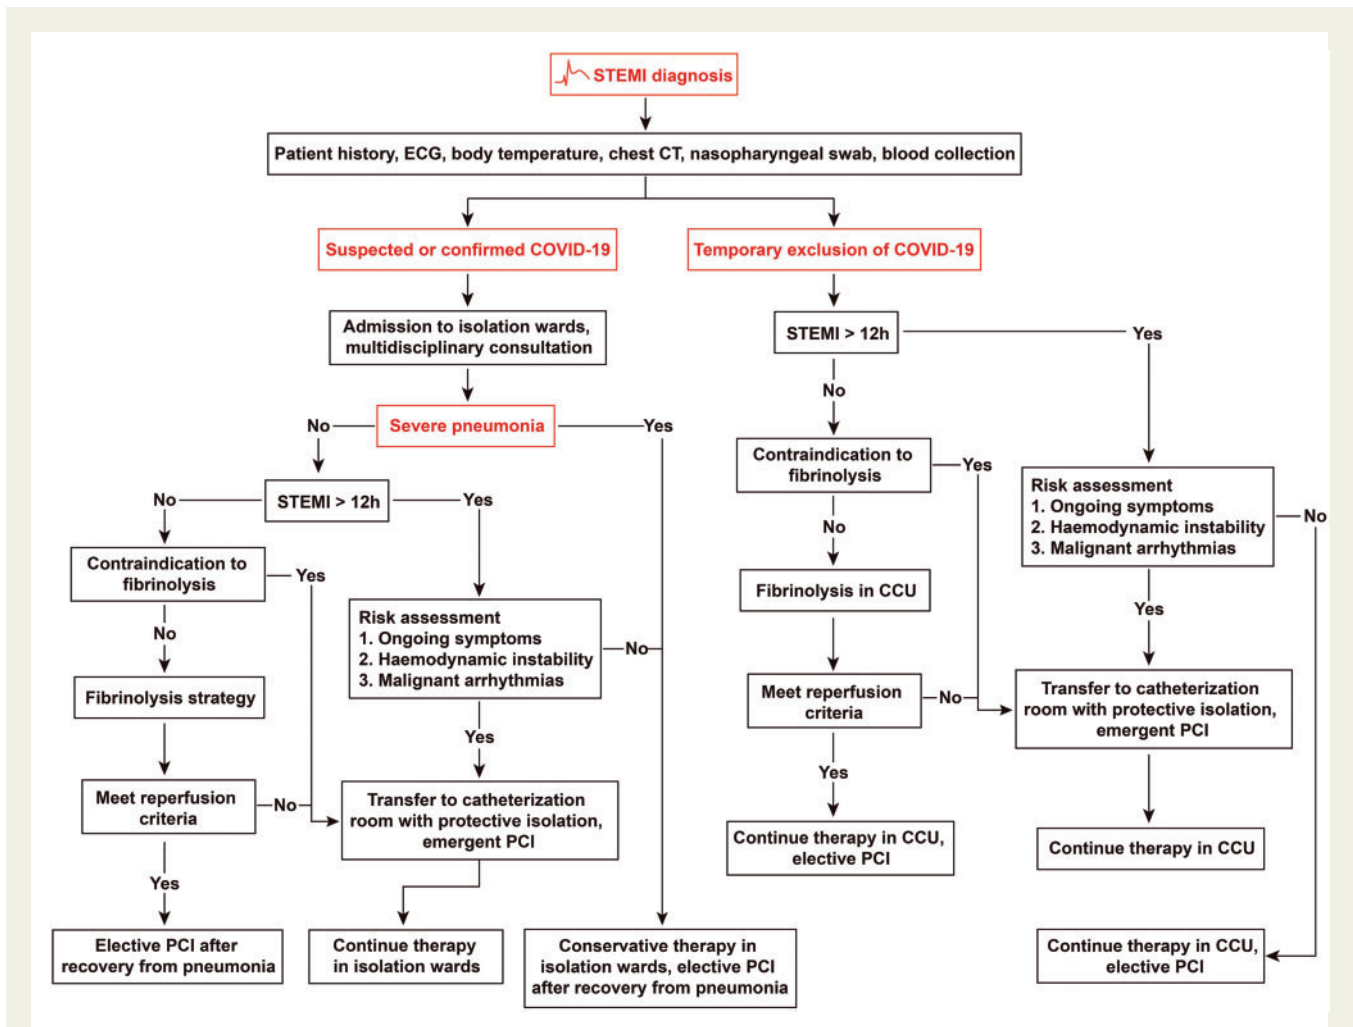 STEMI diagnosis
Patient history, ECG, body temperature, chest CT, nasopharyngeal swab, blood collection
Suspected or confirmed COVID-19
Temporary exclusion of COVID-19
Admission to isolation wards,
multidisciplinary consultation
STEMI > 12h
Yes
No
No
Severe pneumonia
Yes
Contraindication to
fibrinolysis
Yes
No
STEMI > 12h
Yes
Risk assessment
1. Ongoing symptoms
2. Haemodynamic instability
3. Malignant arrhythmias
No
No
Contraindication to
fibrinolysis
Yes
Fibrinolysis in CCU
Yes
Risk assessment
1. Ongoing symptoms
2. Haemodynamic instability
3. Malignant arrhythmias
No
No
Fibrinolysis strategy
Meet reperfusion
criteria
No
Transfer to catheterization
room with protective isolation,
emergent PCI
Yes
Yes
Meet reperfusion
criteria
No
Transfer to catheterization
room with protective isolation,
emergent PCI
Continue therapy in CCU,
elective PCI
Continue therapy in CCU
Yes
Elective PCI after
recovery from pneumonia
Continue therapy
in isolation wards
Conservative therapy in
isolation wards, elective PCI
after recovery from pneumonia
Continue therapy in CCU,
elective PCI